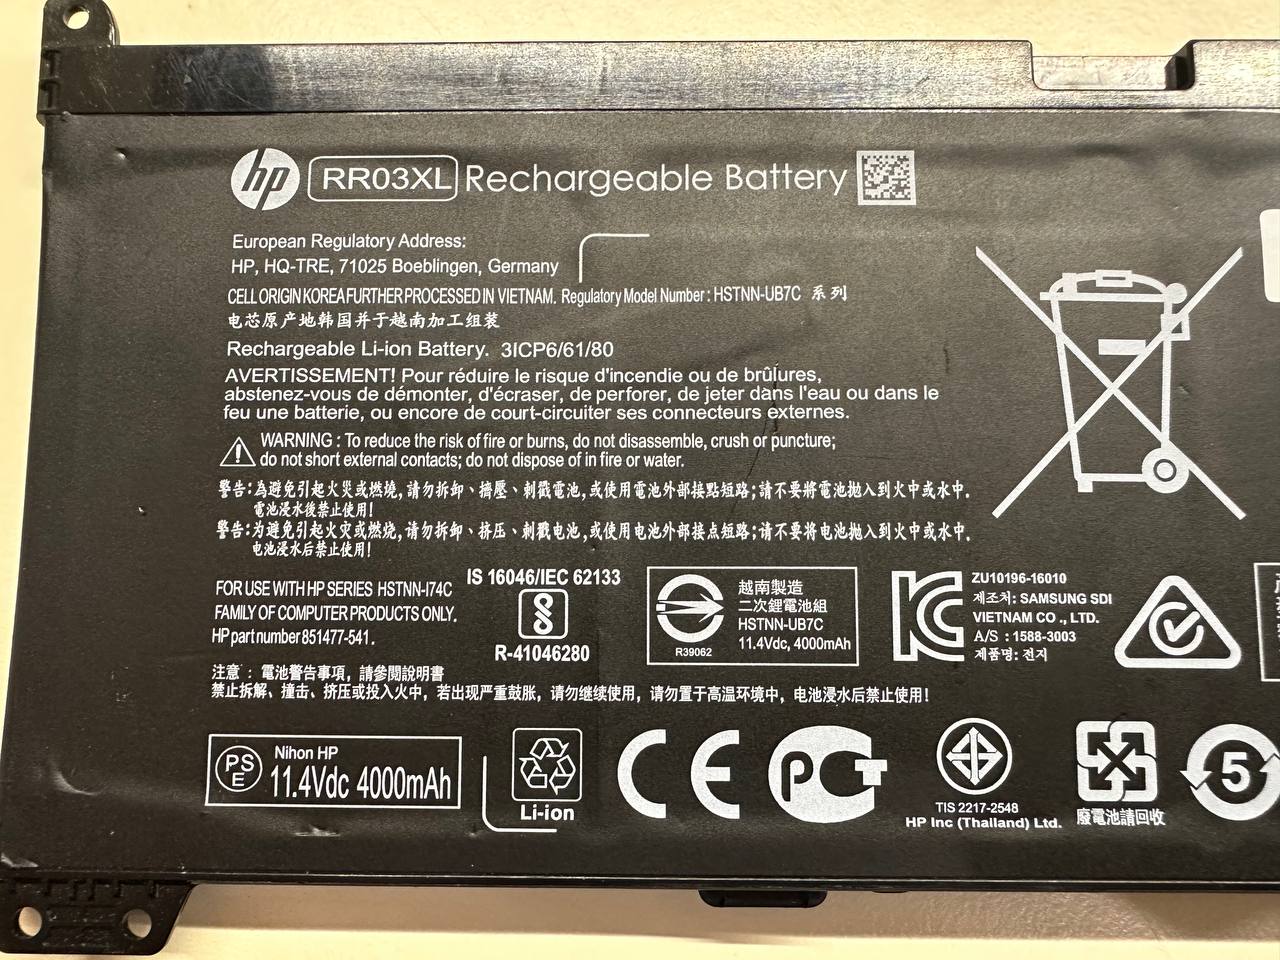 hp RR03XL Rechargeable Battery
European Regulatory Address:
HP, HQ-TRE, 71025 Boeblingen, Germany
CELL ORIGIN KOREA FURTHER PROCESSED IN VIETNAM. Regulatory Model Number : HSTNN-UB7C 系列
电芯原产地韩国并于越南加工组装
Rechargeable Li-ion Battery. 3ICP6/61/80
AVERTISSEMENT! Pour réduire le risque d'incendie ou de brûlures,
abstenez-vous de démonter, d'écraser, de perforer, de jeter dans l'eau ou dans le
feu une batterie, ou encore de court-circuiter ses connecteurs externes.
WARNING : To reduce the risk of fire or burns, do not disassemble, crush or puncture;
do not short external contacts; do not dispose of in fire or water.
警告:為避免引起火災或燃燒,請勿拆卸、擠壓、刺戳電池,或使用電池外部接點短路;請不要將電池拋入到火中或水中.
電池浸水後禁止使用!
警告:为避免引起火灾或燃烧,请勿拆卸、挤压、刺戳电池,或使用电池外部接点短路;请不要将电池抛入到火中或水中.
电池浸水后禁止使用!
FOR USE WITH HP SERIES HSTNN-I74C
FAMILY OF COMPUTER PRODUCTS ONLY.
HP part number 851477-541.
IS 16046/IEC 62133
R-41046280
R39062
越南製造
二次鋰電池組
HSTNN-UB7C
11.4Vdc, 4000mAh
ZU10196-16010
제조처: SAMSUNG SDI
VIETNAM CO ., LTD.
A/S : 1588-3003
제품명: 전지
注意 : 電池警告事項, 請參閱說明書
禁止拆解、撞击、挤压或投入火中, 若出现严重鼓胀, 请勿继续使用, 请勿置于高温环境中, 电池浸水后禁止使用!
PS
E
Nihon HP
11.4Vdc 4000mAh
Li-ion
CE
TIS 2217-2548
HP Inc (Thailand) Ltd.
廢電池請回收
5